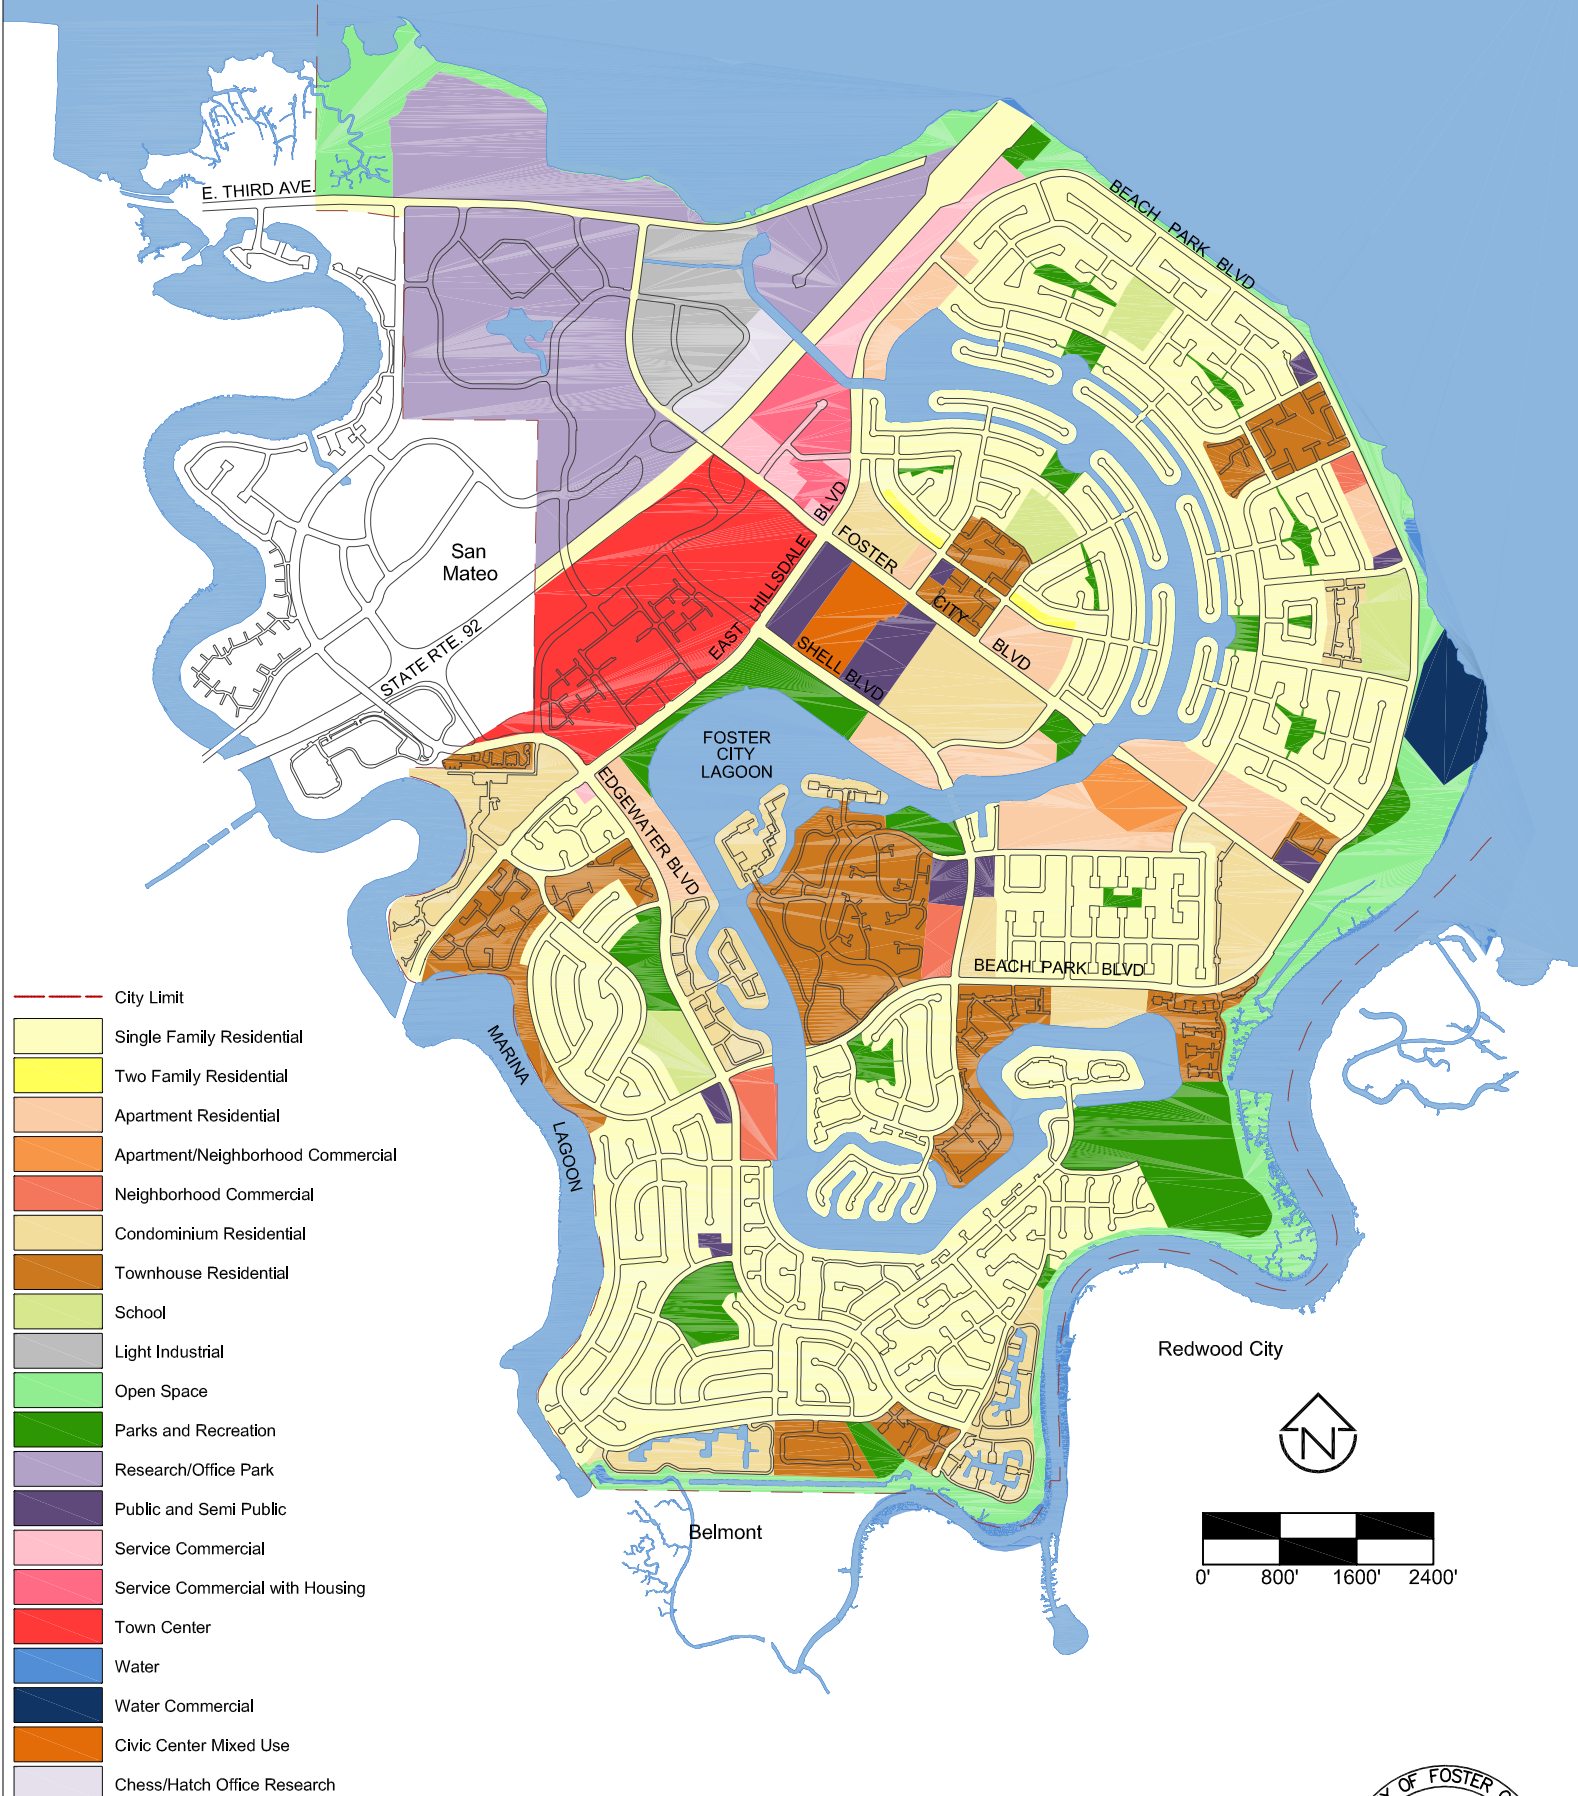 E. THIRD AVE.
BEACH PARK BLVD
San
Mateo
STATE RTE. 92
BLVD
EAST HILLSDALE
FOSTER
CITY
BLVD
SHELL BLVD
FOSTER
CITY
LAGOON
EDGEWATER BLVD
BEACH PARK BLVD
MARINA
LAGOON
City Limit
Single Family Residential
Two Family Residential
Apartment Residential
Apartment/Neighborhood Commercial
Neighborhood Commercial
Condominium Residential
Townhouse Residential
School
Light Industrial
Open Space
Parks and Recreation
Research/Office Park
Public and Semi Public
Service Commercial
Service Commercial with Housing
Town Center
Water
Water Commercial
Civic Center Mixed Use
Chess/Hatch Office Research
Redwood City
N
Belmont
0' 800' 1600' 2400'
OF FOSTER